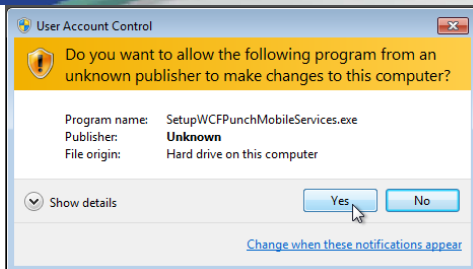 User Account Control
Do you want to allow the following program from an
unknown publisher to make changes to this computer?
Program name: SetupWCFPunchMobileServices.exe
Publisher: Unknown
File origin: Hard drive on this computer
Show details Yes No
Change when these notifications appear